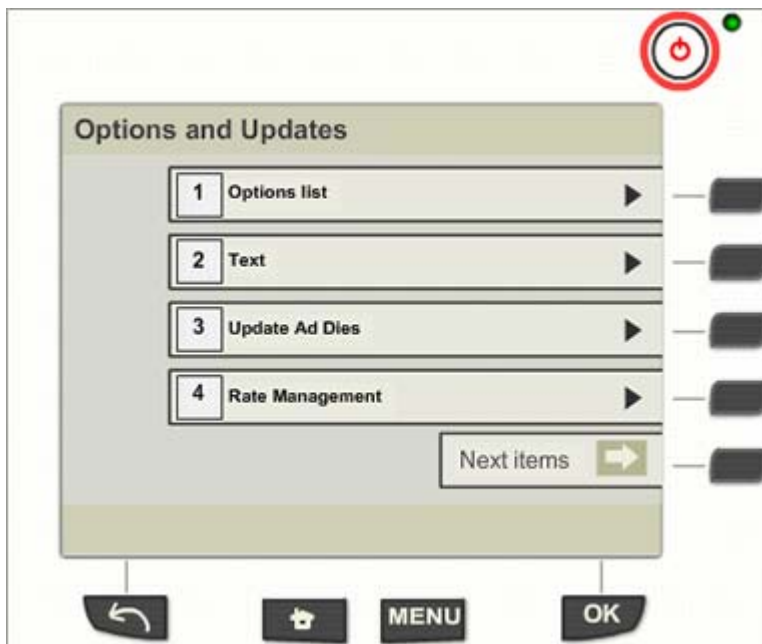 Options and Updates
1 Options list
2 Text
3 Update Ad Dies
4 Rate Management
Next items
MENU
OK